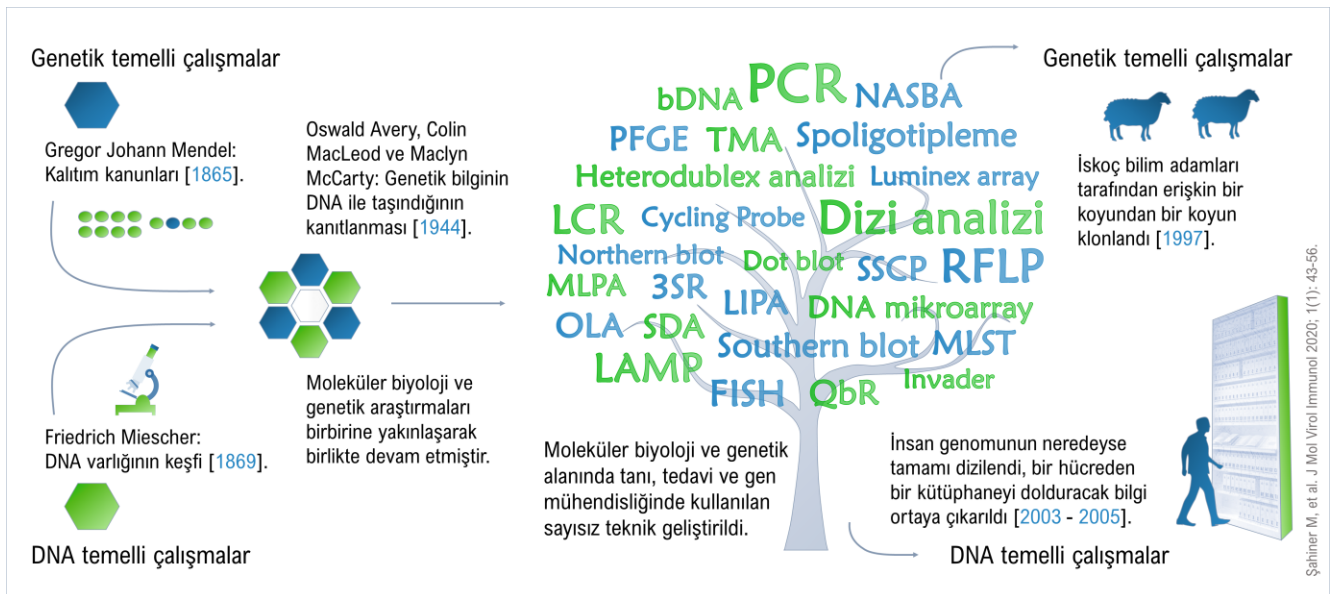 Genetik temelli çalışmalar
Gregor Johann Mendel:
Kalıtım kanunları [1865].
Friedrich Miescher:
DNA varlığının keşfi [1869].
DNA temelli çalışmalar
Oswald Avery, Colin
MacLeod ve Maclyn
McCarty: Genetik bilginin
DNA ile taşındığının
kanıtlanması [1944].
Moleküler biyoloji ve
genetik araştırmaları
birbirine yakınlaşarak
birlikte devam etmiştir.
bDNA PCR NASBA
PFGE TMA Spoligotipleme
Heterodublex analizi Luminex array
LCR Cycling Probe Dizi analizi
Northern blot Dot blot SSCP RFLP
MLPA 3SR LIPA DNA mikroarray
OLA SDA Southern blot MLST
LAMP FISH QbR Invader
Moleküler biyoloji ve genetik
alanında tanı, tedavi ve gen
mühendisliğinde kullanılan
sayısız teknik geliştirildi.
Genetik temelli çalışmalar
İskoç bilim adamları
tarafından erişkin bir
koyundan bir koyun
klonlandı [1997].
İnsan genomunun neredeyse
tamamı dizilendi, bir hücreden
bir kütüphaneyi dolduracak bilgi
ortaya çıkarıldı [2003 - 2005].
DNA temelli çalışmalar
Şahiner M, et al. J Mol Virol Immunol 2020; 1(1): 43-56.